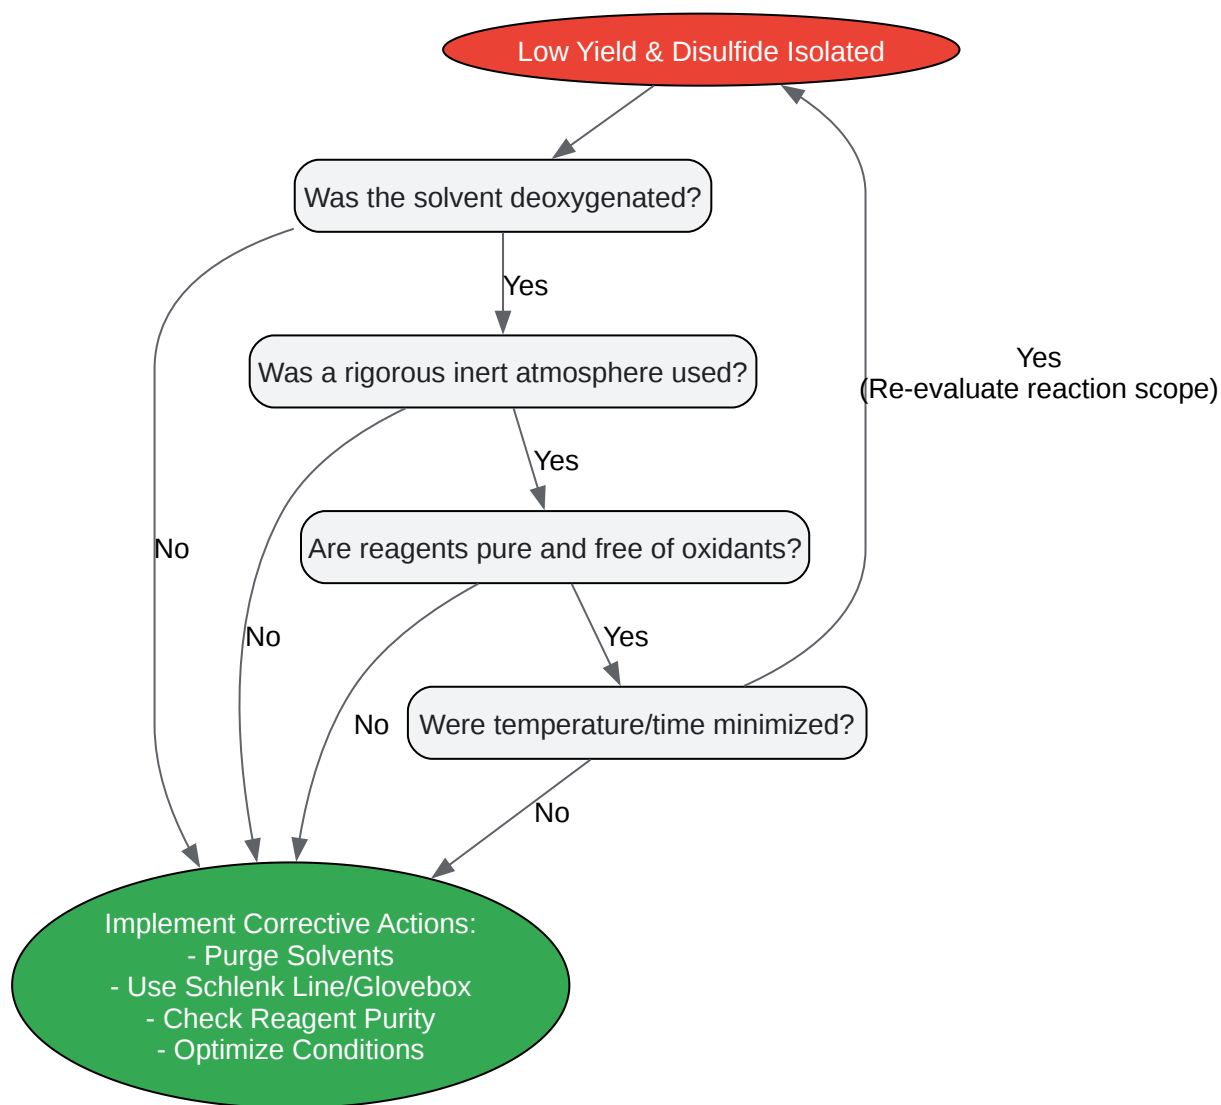 Low Yield & Disulfide Isolated
Was the solvent deoxygenated?
Yes
Was a rigorous inert atmosphere used?
Yes
(Re-evaluate reaction scope)
Yes
Are reagents pure and free of oxidants?
No
No
Yes
No
Were temperature/time minimized?
No
Implement Corrective Actions:
- Purge Solvents
- Use Schlenk Line/Glovebox
- Check Reagent Purity
- Optimize Conditions